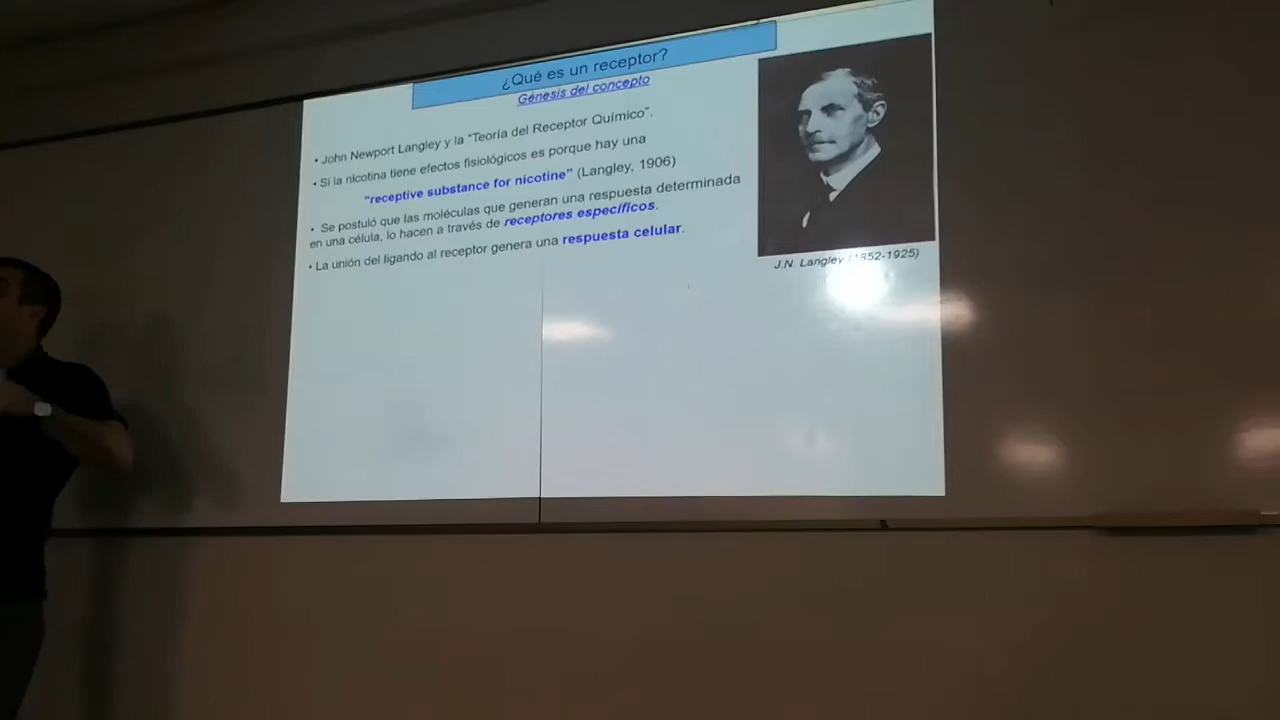 ¿Qué es un receptor?
Génesis del concepto
• John Newport Langley y la "Teoría del Receptor Químico".
• Si la nicotina tiene efectos fisiológicos es porque hay una
"receptive substance for nicotine" (Langley, 1906)
• Se postuló que las moléculas que generan una respuesta determinada
en una célula, lo hacen a través de receptores específicos.
• La unión del ligando al receptor genera una respuesta celular.
J.N. Langley (1852-1925)